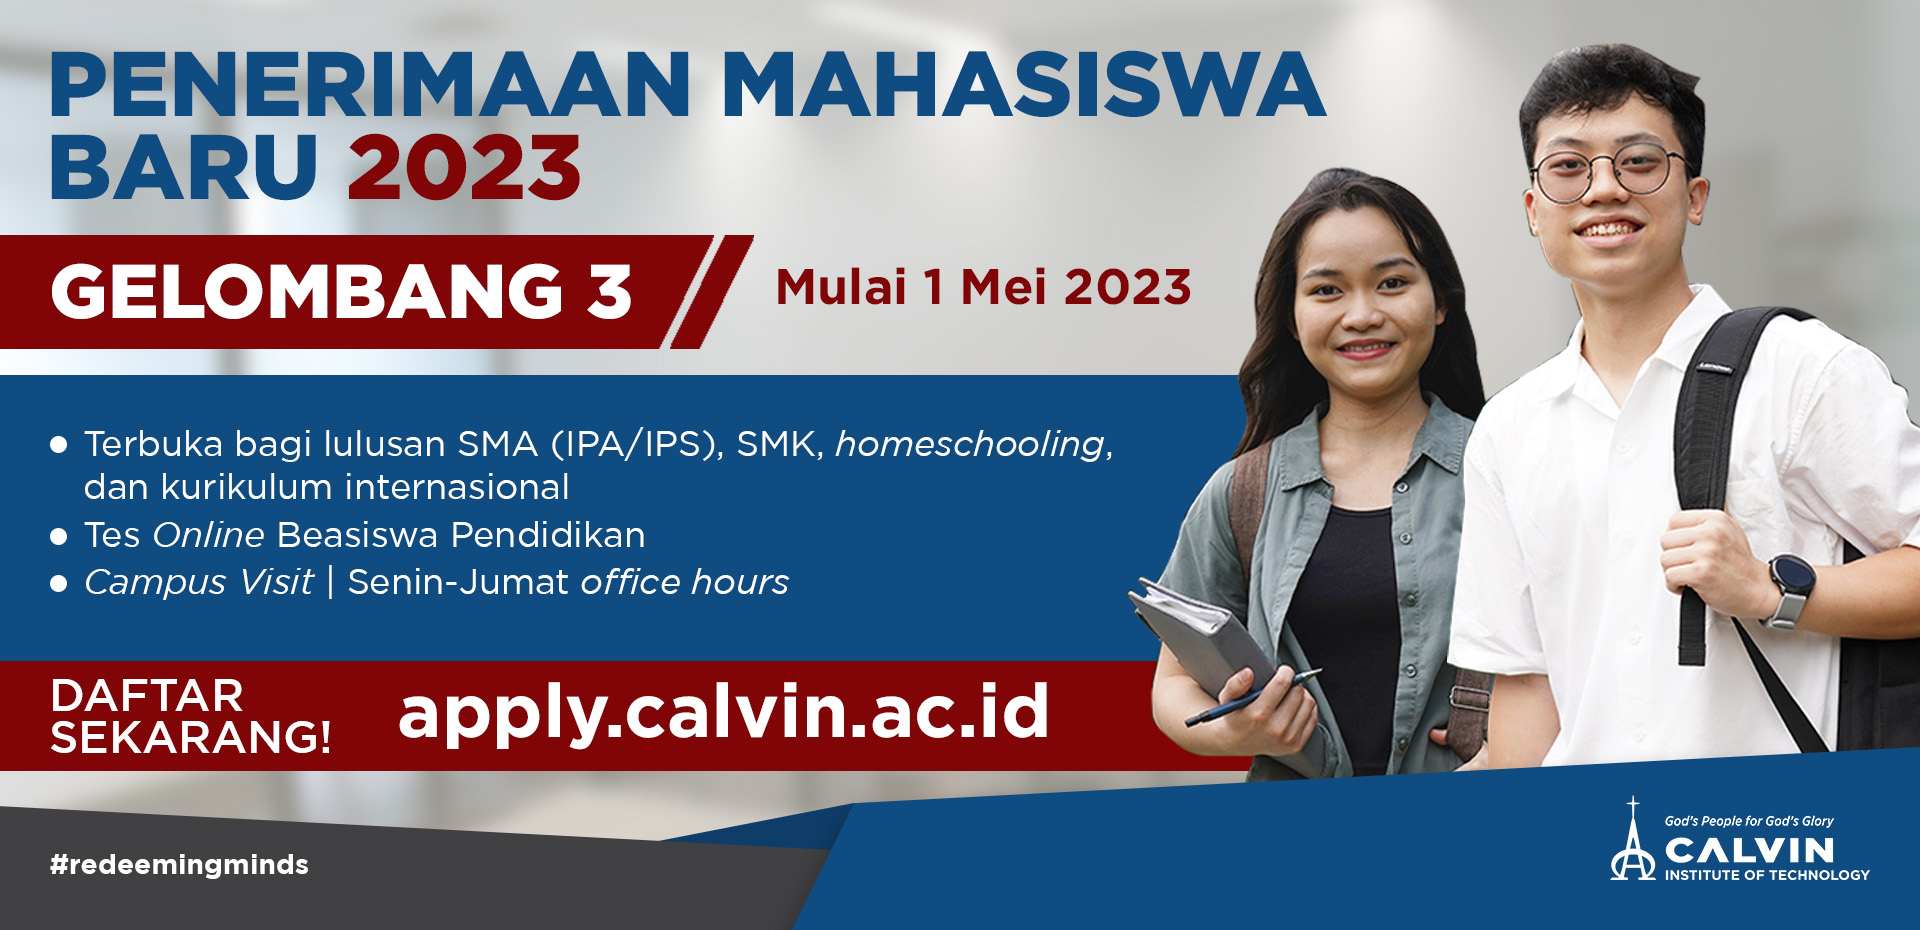 PENERIMAAN MAHASISWA
BARU 2023
GELOMBANG 3
Mulai 1 Mei 2023
• Terbuka bagi lulusan SMA (IPA/IPS), SMK, homeschooling,
dan kurikulum internasional
• Tes Online Beasiswa Pendidikan
• Campus Visit | Senin-Jumat office hours
DAFTAR
SEKARANG!
apply.calvin.ac.id
#redeemingminds
God's People for God's Glory
CALVIN
INSTITUTE OF TECHNOLOGY
Lenovo